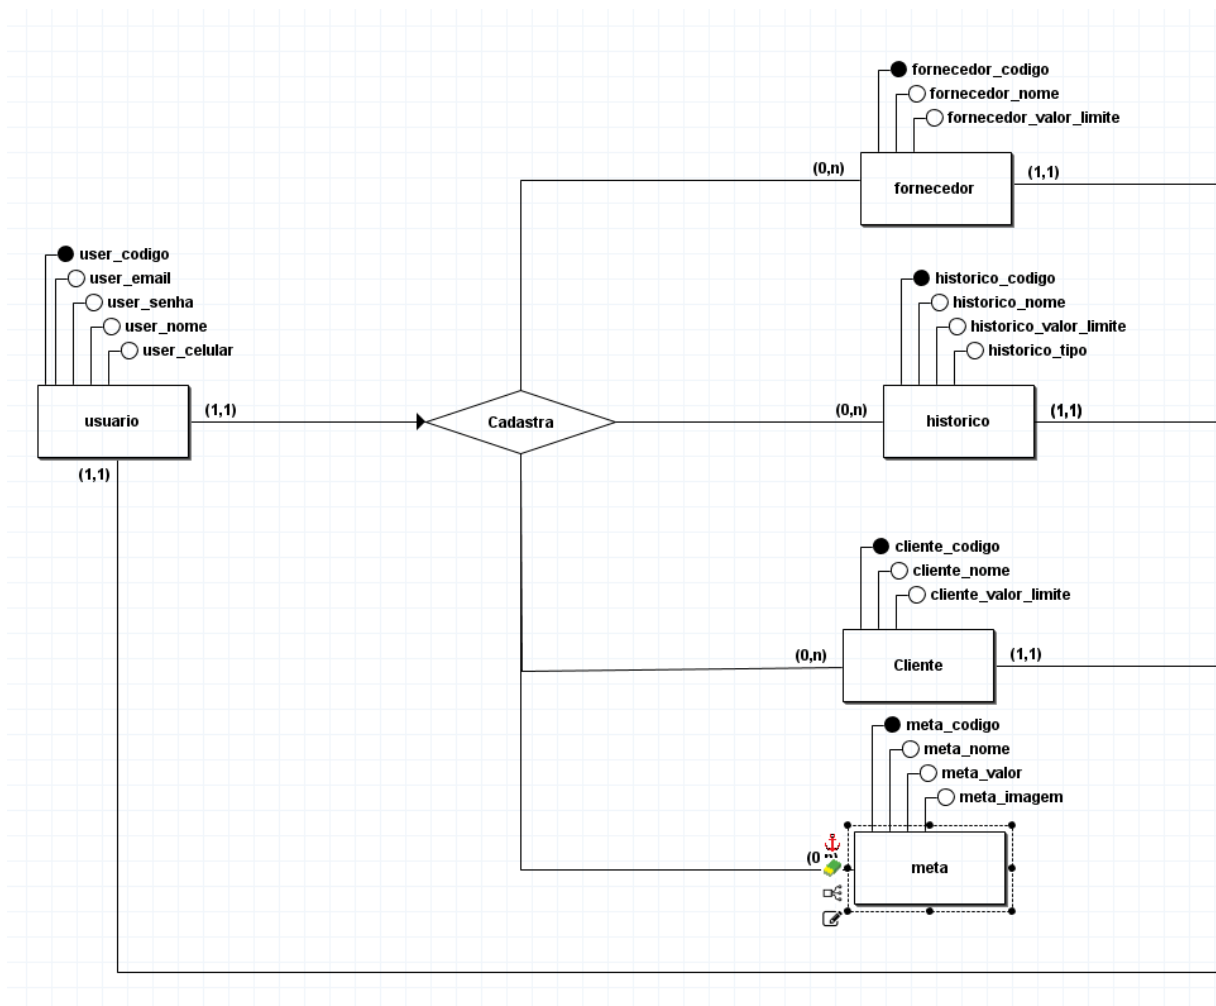 fornecedor_codigo
fornecedor_nome
fornecedor_valor_limite
(0,n)
fornecedor
(1,1)
user_codigo
user_email
user_senha
user_nome
user_celular
usuario
(1,1)
(1,1)
Cadastra
historico_codigo
historico_nome
historico_valor_limite
historico_tipo
(0,n)
historico
(1,1)
cliente_codigo
cliente_nome
cliente_valor_limite
(0,n)
Cliente
(1,1)
meta_codigo
meta_nome
meta_valor
meta_imagem
meta